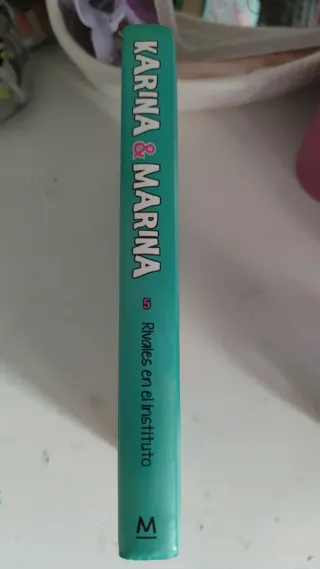 KARINA & MARINA
5
Rivales en el instituto
M